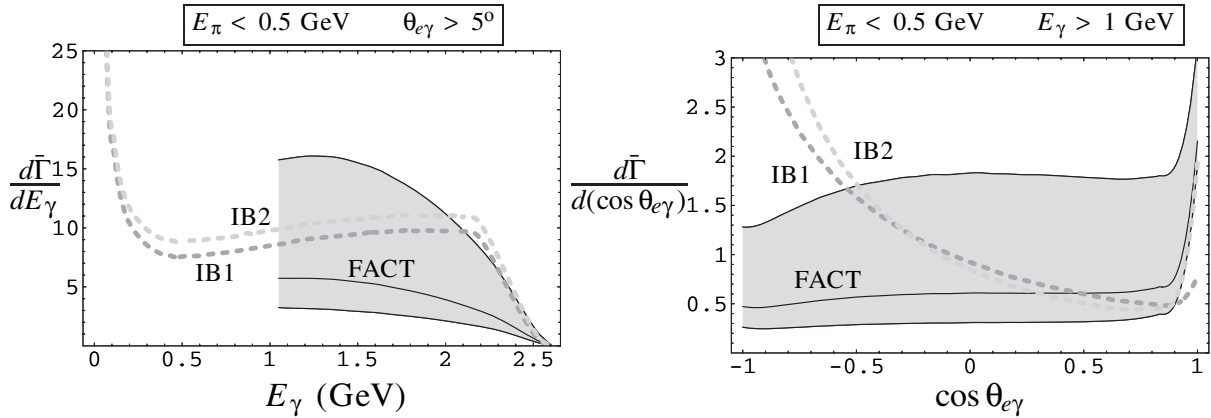 E_π < 0.5 GeV θ_eγ > 5°
25
20
15
10
5
dΓ̄
dE_γ
IB2
IB1
FACT
0 0.5 1 1.5 2 2.5
E_γ (GeV)
E_π < 0.5 GeV E_γ > 1 GeV
3
2.5
2
1.5
1
0.5
dΓ̄
d(cos θ_eγ)
IB2
IB1
FACT
−1 −0.5 0 0.5 1
cos θ_eγ